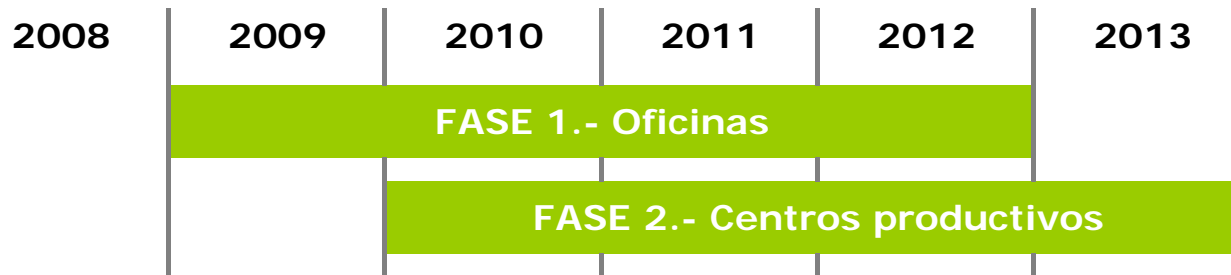 2008 2009 2010 2011 2012 2013
FASE 1.- Oficinas
FASE 2.- Centros productivos